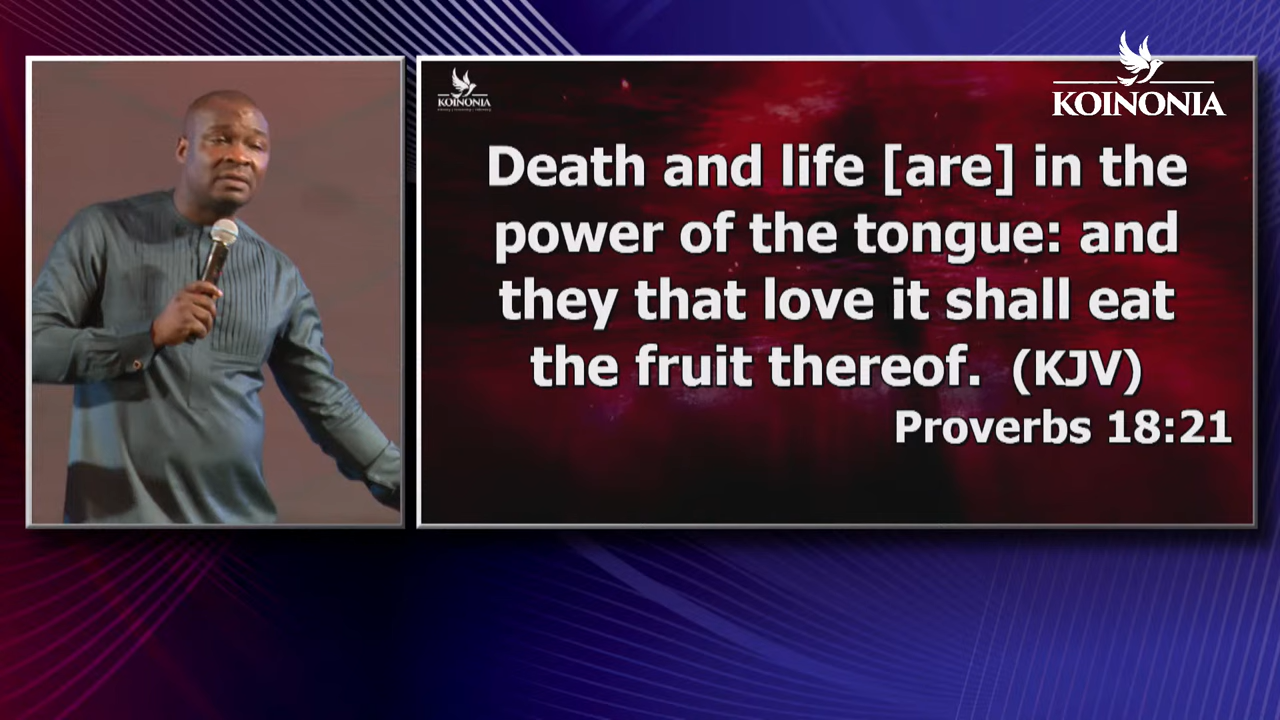 KOINONIA
KOINONIA
Death and life [are] in the
power of the tongue: and
they that love it shall eat
the fruit thereof. (KJV)
Proverbs 18:21